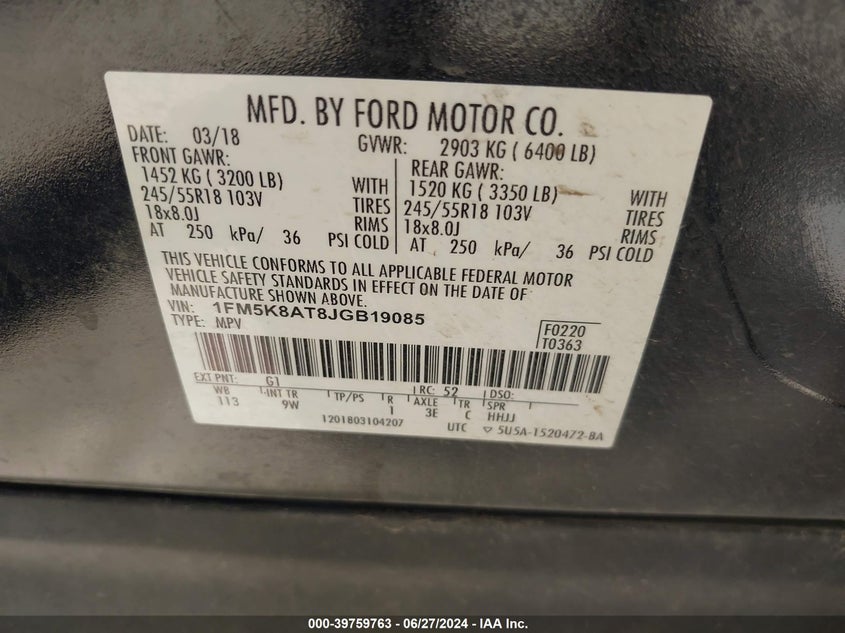 MFD. BY FORD MOTOR CO.
DATE: 03/18 GVWR: 2903 KG ( 6400 LB)
FRONT GAWR: REAR GAWR:
1452 KG ( 3200 LB) WITH 1520 KG ( 3350 LB) WITH
245/55R18 103V TIRES 245/55R18 103V TIRES
18x8.0J RIMS 18x8.0J RIMS
AT 250 kPa/ 36 PSI COLD AT 250 kPa/ 36 PSI COLD
THIS VEHICLE CONFORMS TO ALL APPLICABLE FEDERAL MOTOR
VEHICLE SAFETY STANDARDS IN EFFECT ON THE DATE OF
MANUFACTURE SHOWN ABOVE.
VIN: 1FM5K8AT8JGB19085
TYPE: MPV
F0220
T0363
EXT PNT: G1 RC: 52 DSO:
WB INT TR TP/PS R AXLE TR SPR
113 9W 1 3E C HHJJ
1201803104207 UTC ▽ 5U5A-1520472-BA
000-39759763 - 06/27/2024 - IAA Inc.